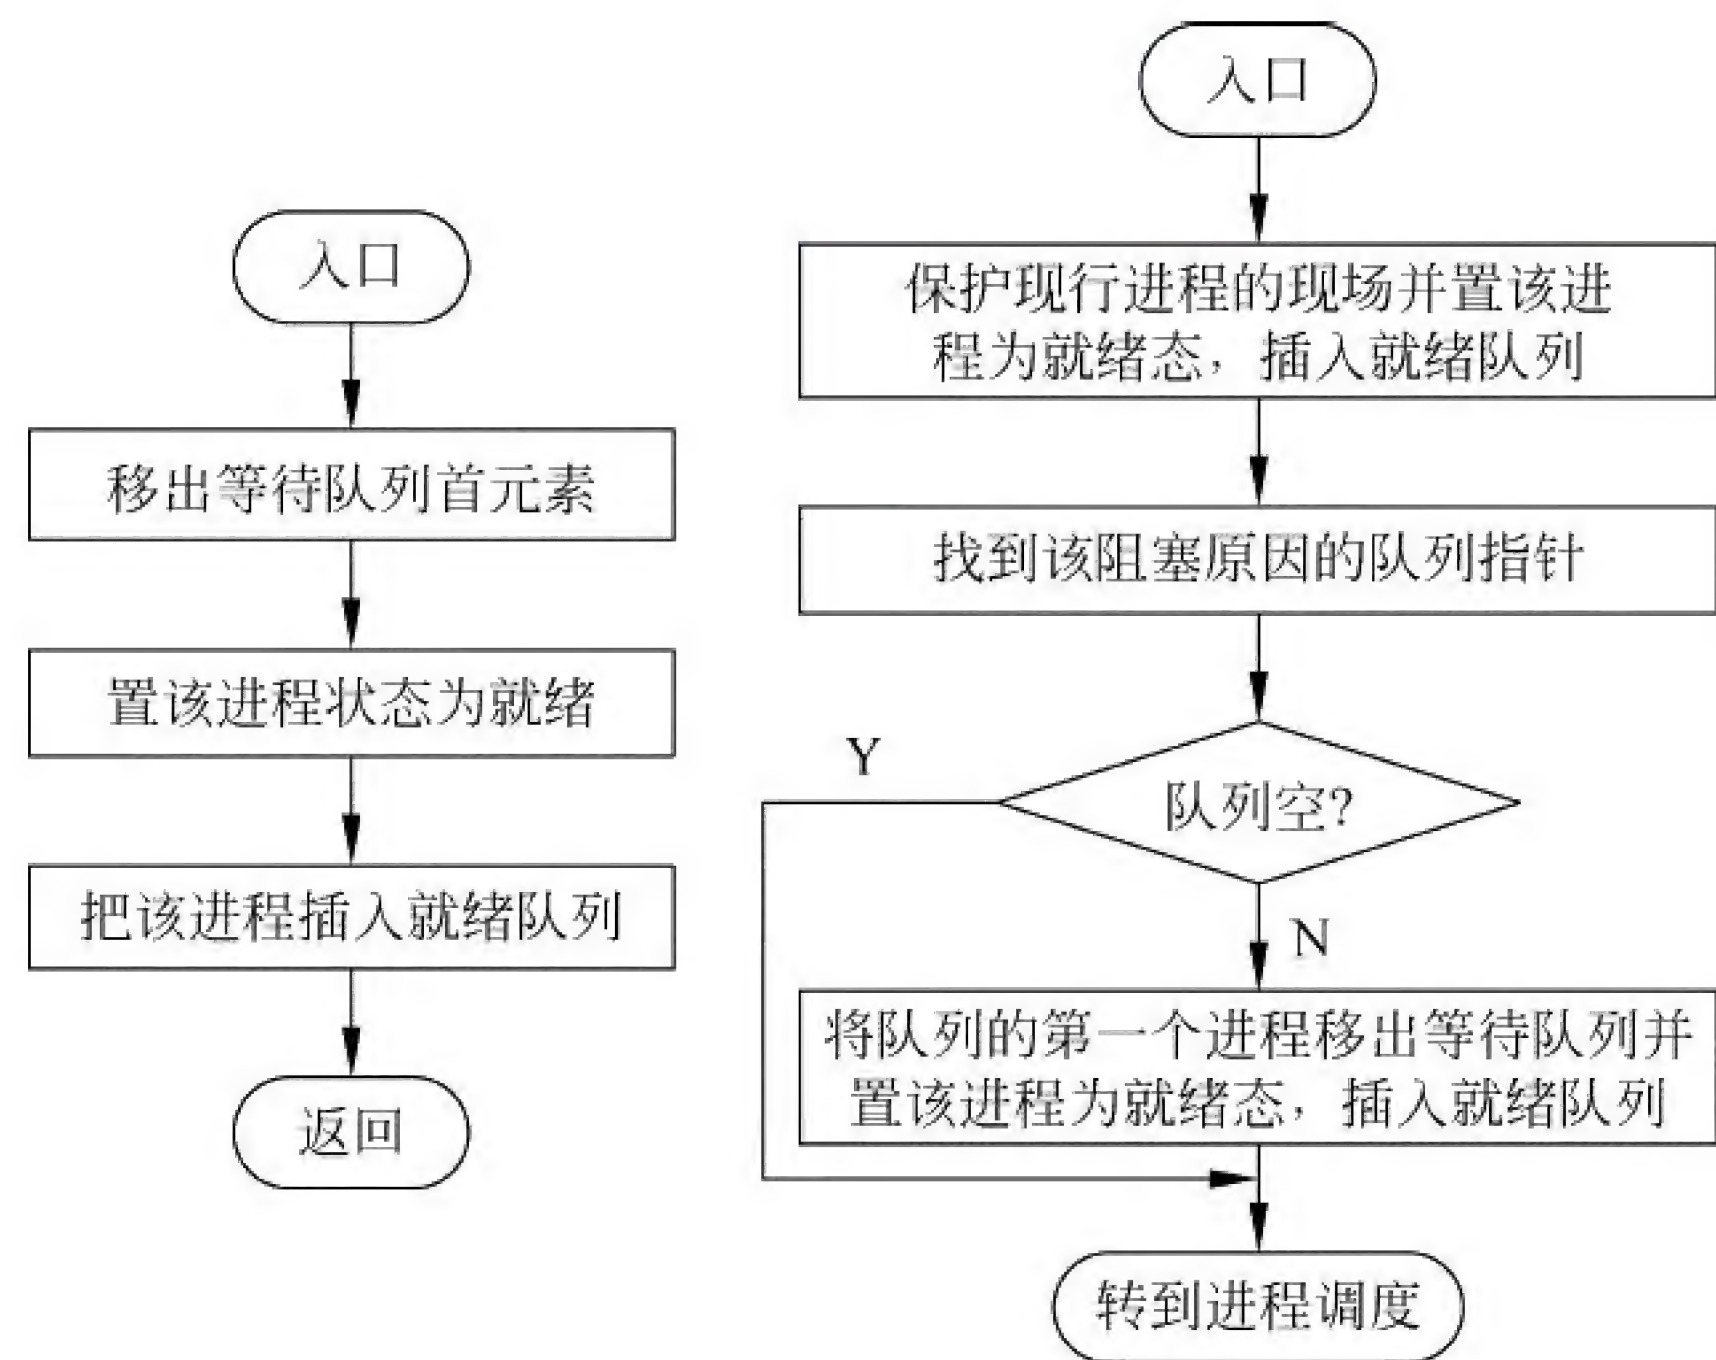 入口
移出等待队列首元素
置该进程状态为就绪
把该进程插入就绪队列
返回
入口
保护现行进程的现场并置该进
程为就绪态，插入就绪队列
找到该阻塞原因的队列指针
队列空?
Y
N
将队列的第一个进程移出等待队列并
置该进程为就绪态，插入就绪队列
转到进程调度